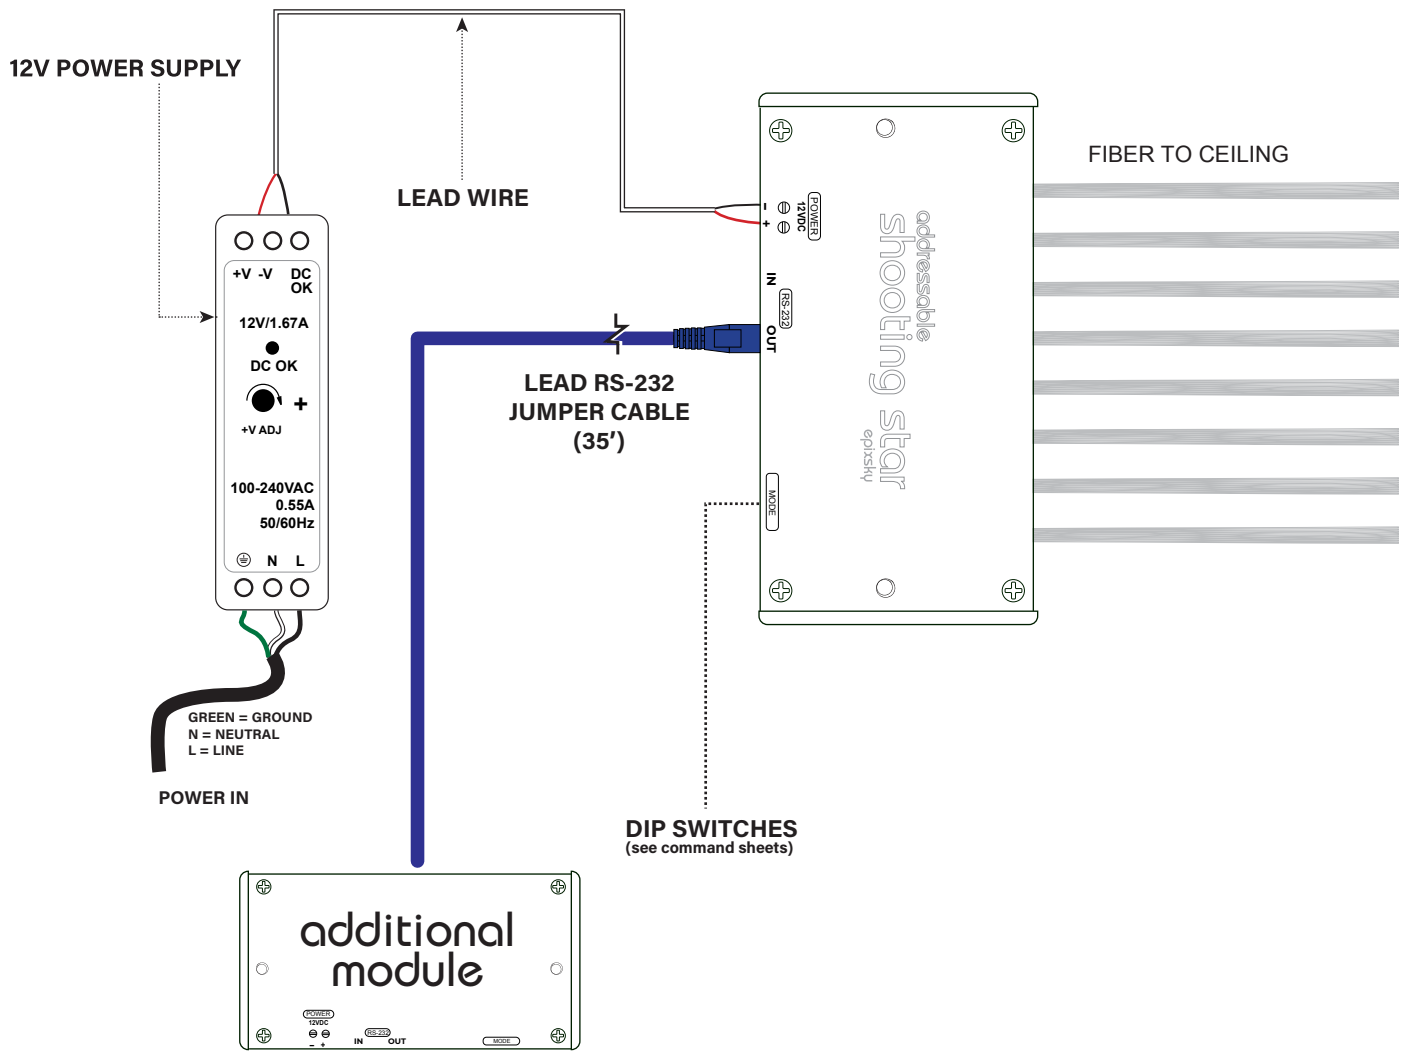 12V POWER SUPPLY
LEAD WIRE
FIBER TO CEILING
+V -V DC
OK
12V/1.67A
DC OK
+
+V ADJ
100-240VAC
0.55A
50/60Hz
N L
GREEN = GROUND
N = NEUTRAL
L = LINE
POWER IN
- +
POWER
12VDC
IN
RS-232
OUT
MODE
addressable
shooting star
epixsky
LEAD RS-232
JUMPER CABLE
(35')
DIP SWITCHES
(see command sheets)
additional
module
POWER
12VDC
- +
RS-232
IN OUT
MODE